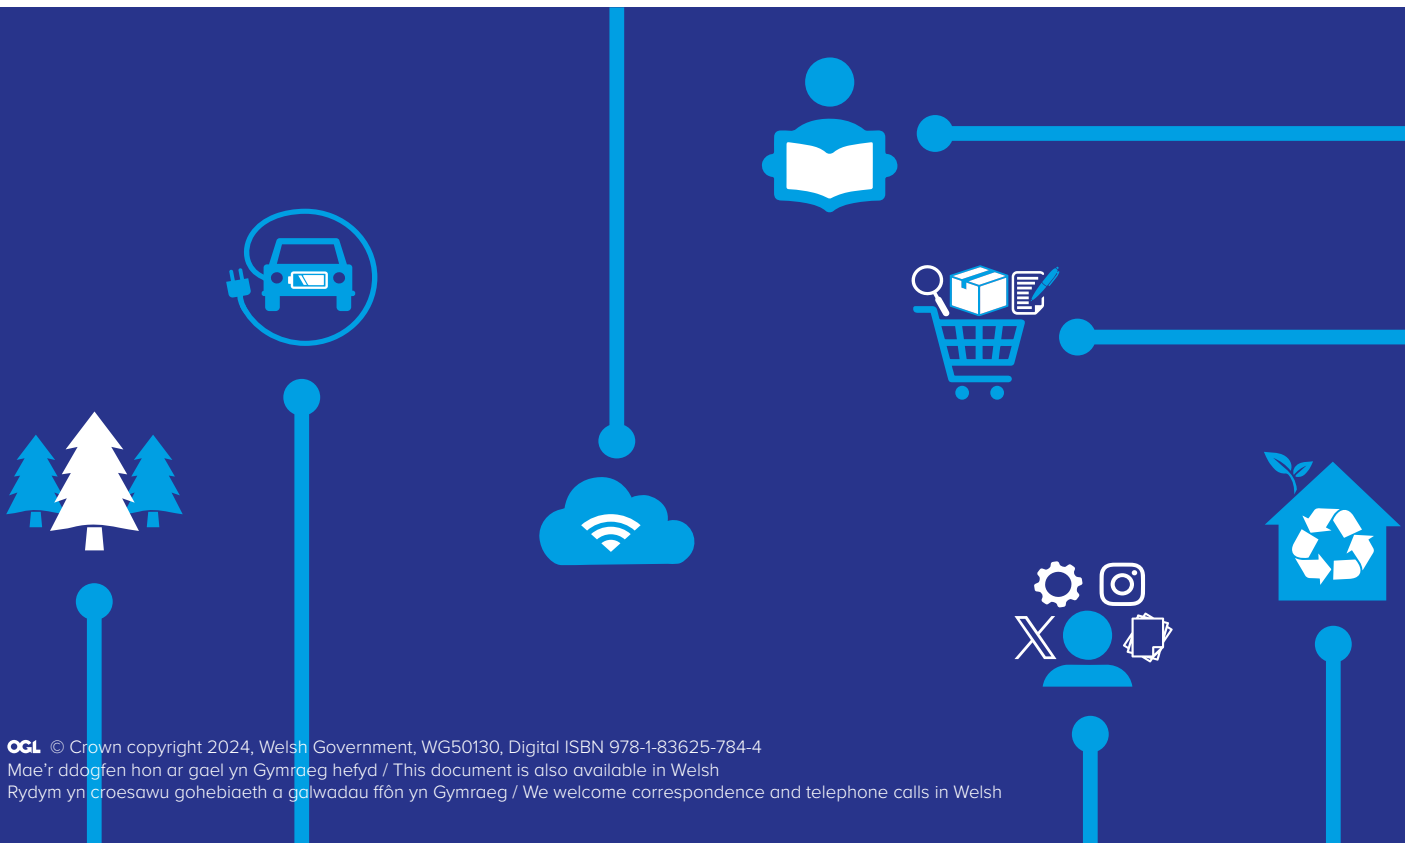 OGL © Crown copyright 2024, Welsh Government, WG50130, Digital ISBN 978-1-83625-784-4
Mae'r ddogfen hon ar gael yn Gymraeg hefyd / This document is also available in Welsh
Rydym yn croesawu gohebiaeth a galwadau ffôn yn Gymraeg / We welcome correspondence and telephone calls in Welsh